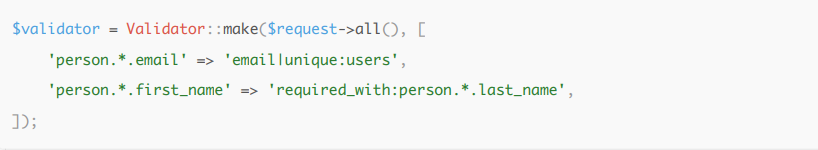 $validator = Validator::make($request->all(), [
    'person.*.email' => 'email|unique:users',
    'person.*.first_name' => 'required_with:person.*.last_name',
]);